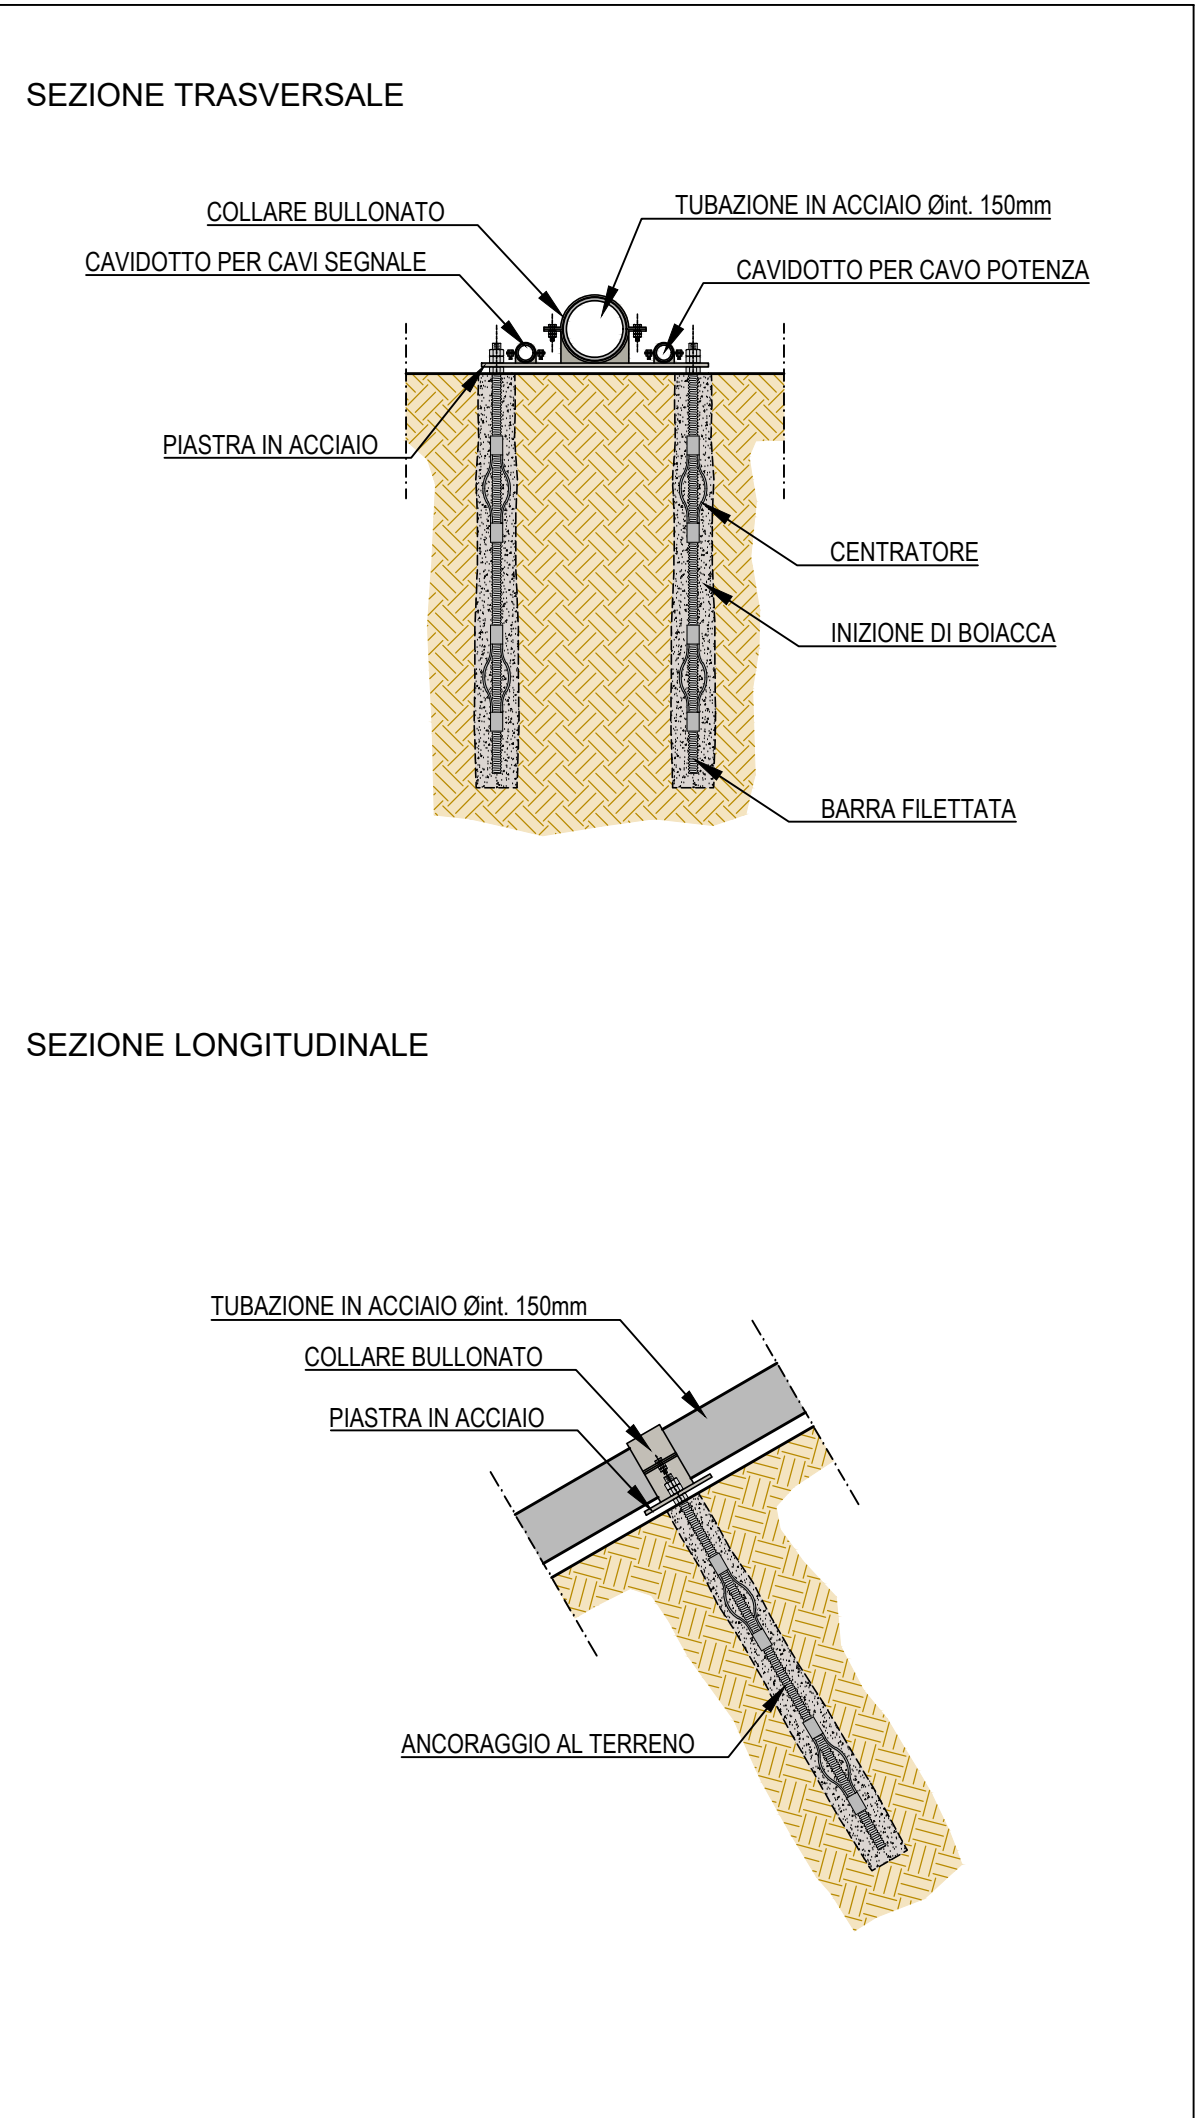 SEZIONE TRASVERSALE
COLLARE BULLONATO
TUBAZIONE IN ACCIAIO Øint. 150mm
CAVIDOTTO PER CAVI SEGNALE
CAVIDOTTO PER CAVO POTENZA
PIASTRA IN ACCIAIO
CENTRATORE
INIZIONE DI BOIACCA
BARRA FILETTATA
SEZIONE LONGITUDINALE
TUBAZIONE IN ACCIAIO Øint. 150mm
COLLARE BULLONATO
PIASTRA IN ACCIAIO
ANCORAGGIO AL TERRENO